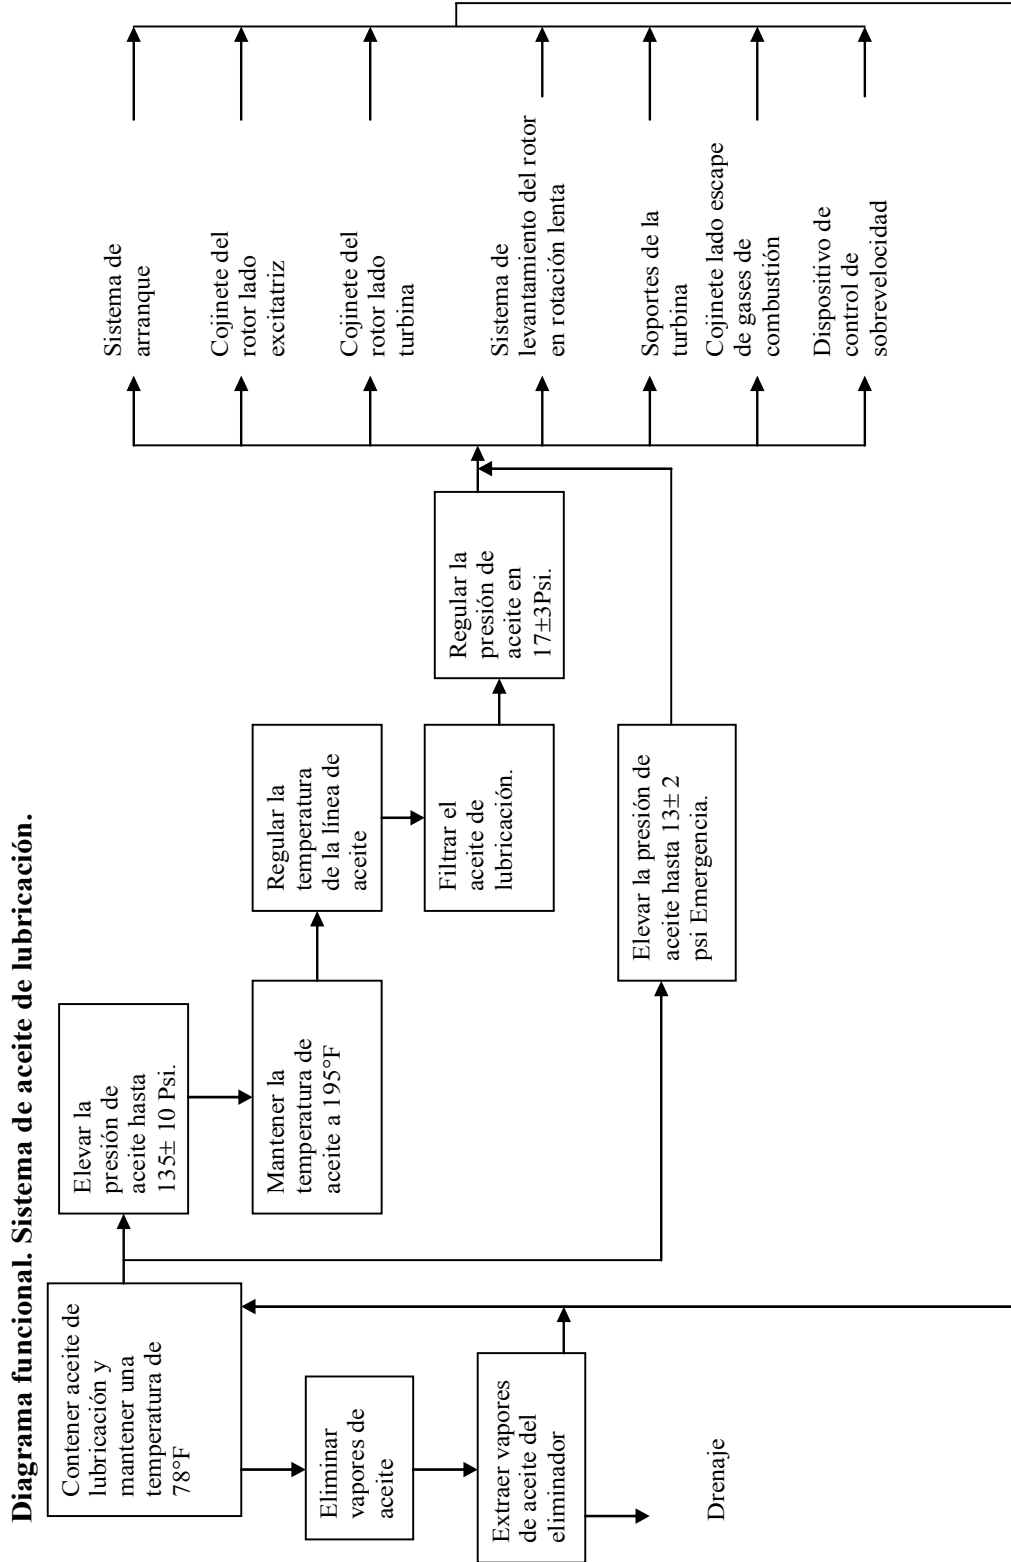 Diagrama funcional. Sistema de aceite de lubricación.
Contener aceite de
lubricación y
mantener una
temperatura de
78°F
Elevar la
presión de
aceite hasta
135± 10 Psi.
Mantener la
temperatura de
aceite a 195°F
Regular la
temperatura
de la línea de
aceite
Filtrar el
aceite de
lubricación.
Regular la
presión de
aceite en
17±3Psi.
Eliminar
vapores de
aceite
Extraer vapores
de aceite del
eliminador
Drenaje
Elevar la presión de
aceite hasta 13± 2
psi Emergencia.
Sistema de
arranque
Cojinete del
rotor lado
excitatriz
Cojinete del
rotor lado
turbina
Sistema de
levantamiento del rotor
en rotación lenta
Soportes de la
turbina
Cojinete lado escape
de gases de
combustión
Dispositivo de
control de
sobrevelocidad